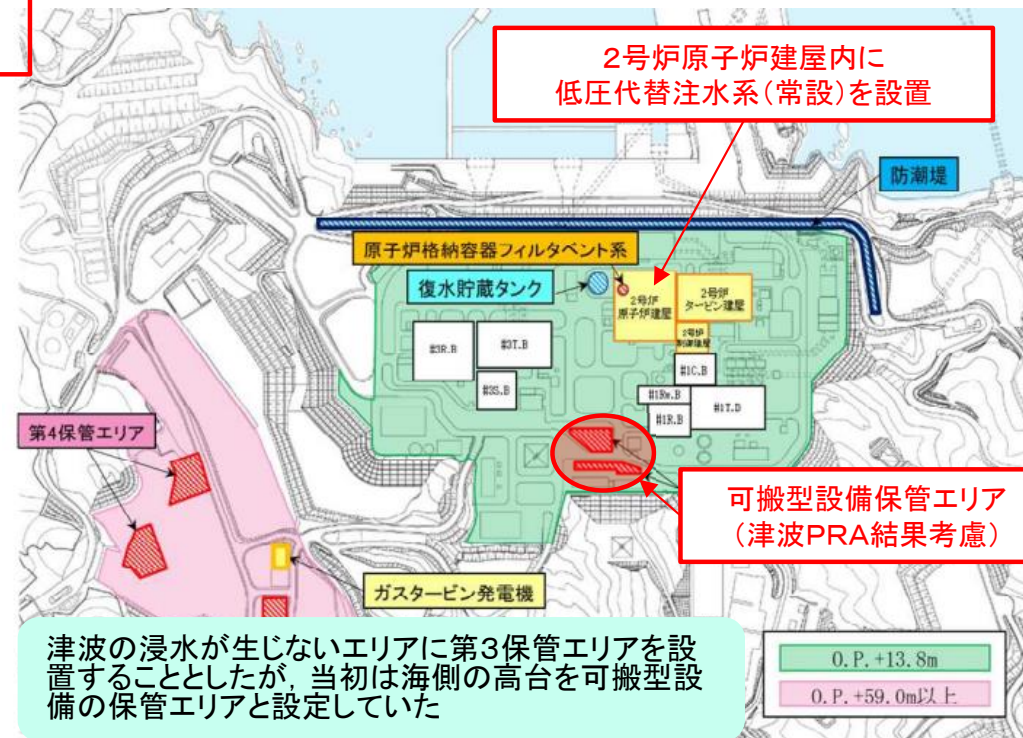 2号炉原子炉建屋内に
低圧代替注水系(常設)を設置
防潮堤
原子炉格納容器フィルタベント系
復水貯蔵タンク
2号炉
原子炉建屋
2号炉
タービン建屋
2号炉
制御建屋
#3R.B
#3T.B
#3S.B
#1C.B
#1Rw.B
#1R.B
#1T.D
第4保管エリア
可搬型設備保管エリア
(津波PRA結果考慮)
ガスタービン発電機
津波の浸水が生じないエリアに第3保管エリアを設
置することとしたが,当初は海側の高台を可搬型設
備の保管エリアと設定していた
O.P.+13.8m
O.P.+59.0m以上